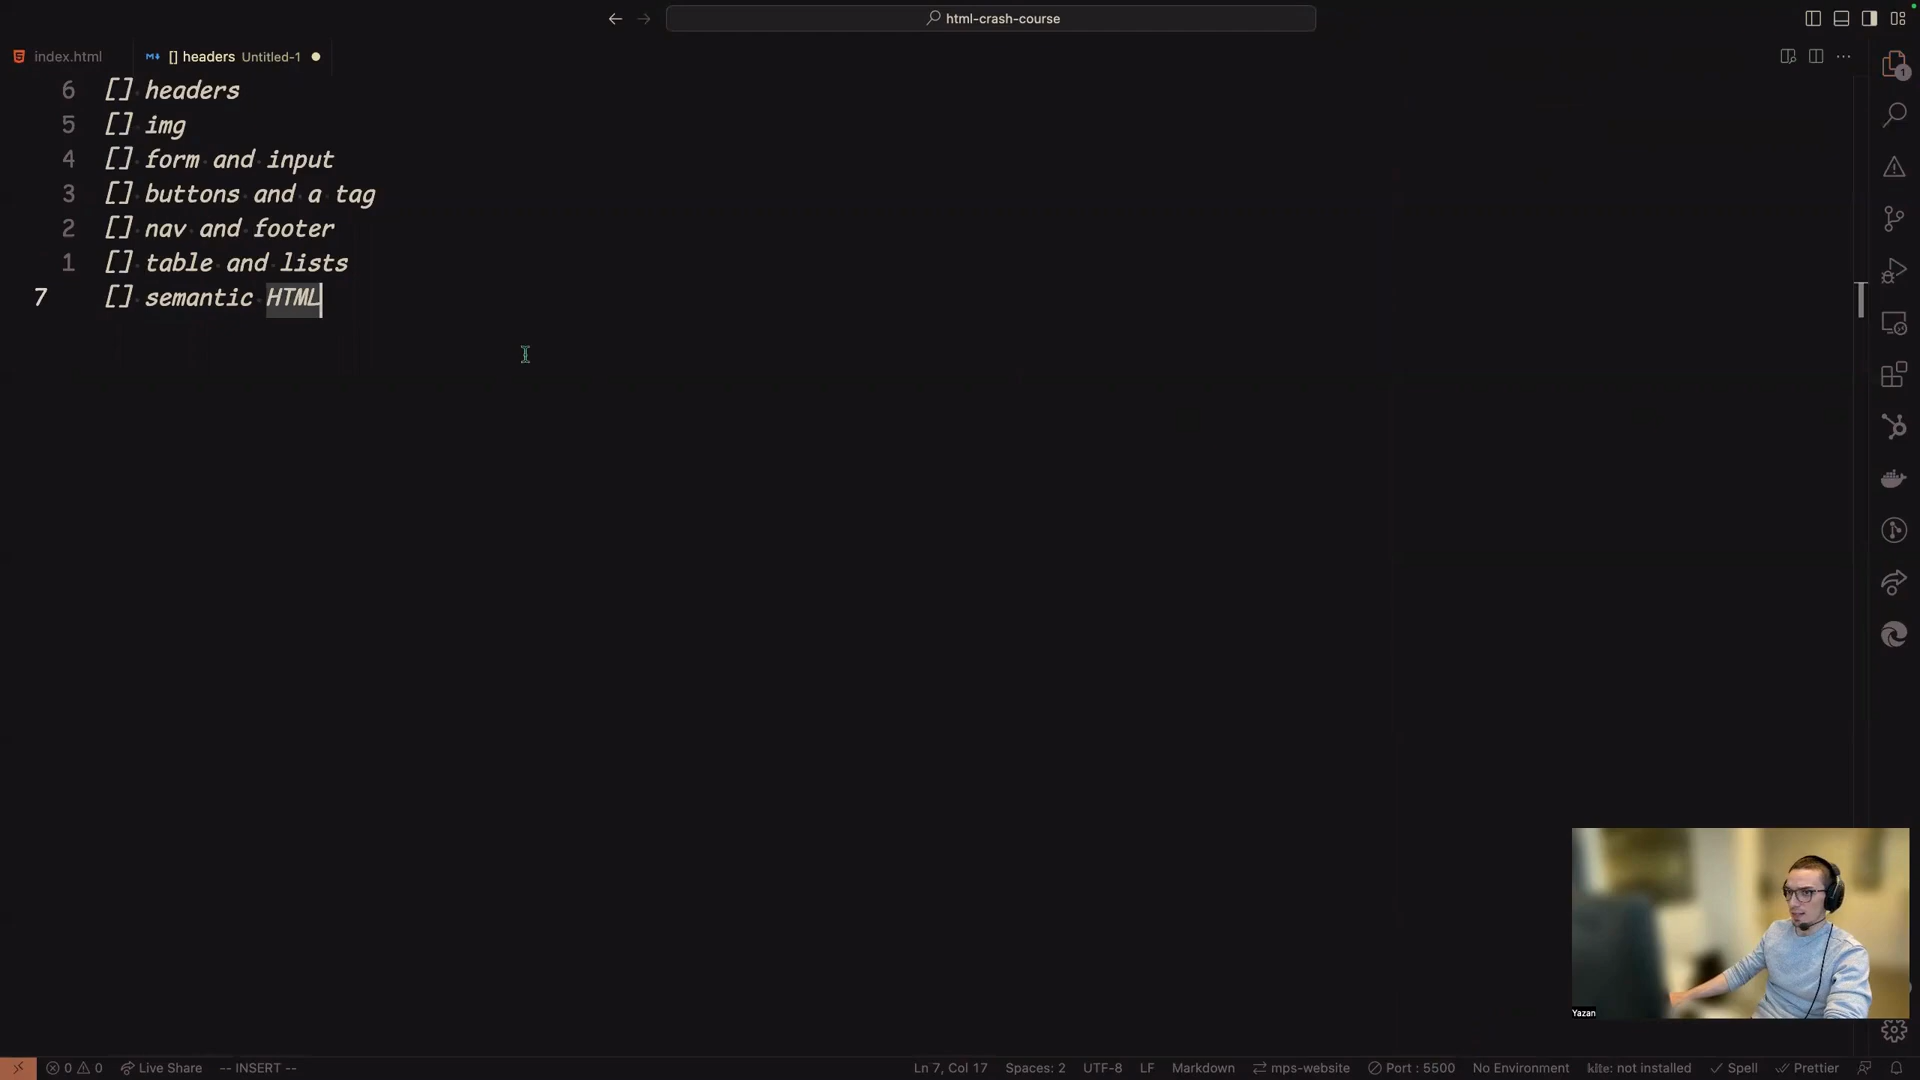 html-crash-course
index.html
[] headers Untitled-1
6 [] headers
5 [] img
4 [] form and input
3 [] buttons and a tag
2 [] nav and footer
1 [] table and lists
7 [] semantic HTML
1
Yazan
0 0 Live Share -- INSERT -- Ln 7, Col 17 Spaces: 2 UTF-8 LF Markdown mps-website Port : 5500 No Environment kite: not installed Spell Prettier